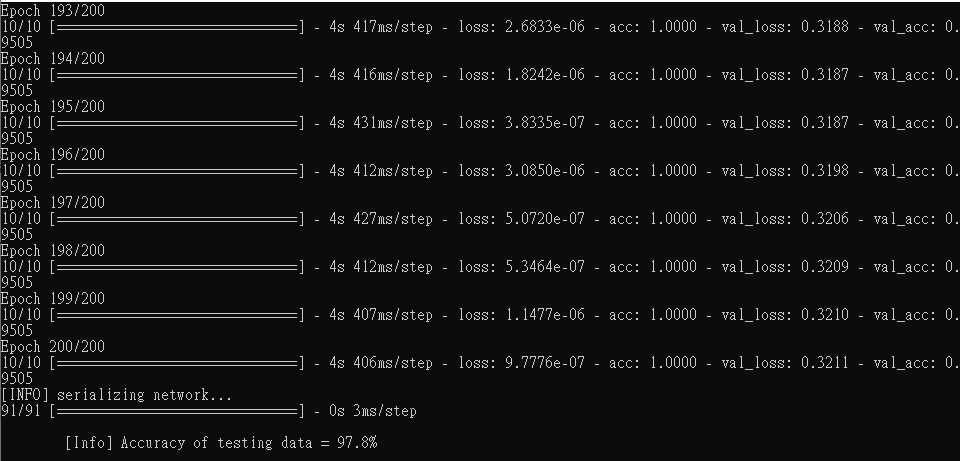 Epoch 193/200
10/10 [==============================] - 4s 417ms/step - loss: 2.6833e-06 - acc: 1.0000 - val_loss: 0.3188 - val_acc: 0.
9505
Epoch 194/200
10/10 [==============================] - 4s 416ms/step - loss: 1.8242e-06 - acc: 1.0000 - val_loss: 0.3187 - val_acc: 0.
9505
Epoch 195/200
10/10 [==============================] - 4s 431ms/step - loss: 3.8335e-07 - acc: 1.0000 - val_loss: 0.3187 - val_acc: 0.
9505
Epoch 196/200
10/10 [==============================] - 4s 412ms/step - loss: 3.0850e-06 - acc: 1.0000 - val_loss: 0.3198 - val_acc: 0.
9505
Epoch 197/200
10/10 [==============================] - 4s 427ms/step - loss: 5.0720e-07 - acc: 1.0000 - val_loss: 0.3206 - val_acc: 0.
9505
Epoch 198/200
10/10 [==============================] - 4s 412ms/step - loss: 5.3464e-07 - acc: 1.0000 - val_loss: 0.3209 - val_acc: 0.
9505
Epoch 199/200
10/10 [==============================] - 4s 407ms/step - loss: 1.1477e-06 - acc: 1.0000 - val_loss: 0.3210 - val_acc: 0.
9505
Epoch 200/200
10/10 [==============================] - 4s 406ms/step - loss: 9.7776e-07 - acc: 1.0000 - val_loss: 0.3211 - val_acc: 0.
9505
[INFO] serializing network...
91/91 [==============================] - 0s 3ms/step
[Info] Accuracy of testing data = 97.8%